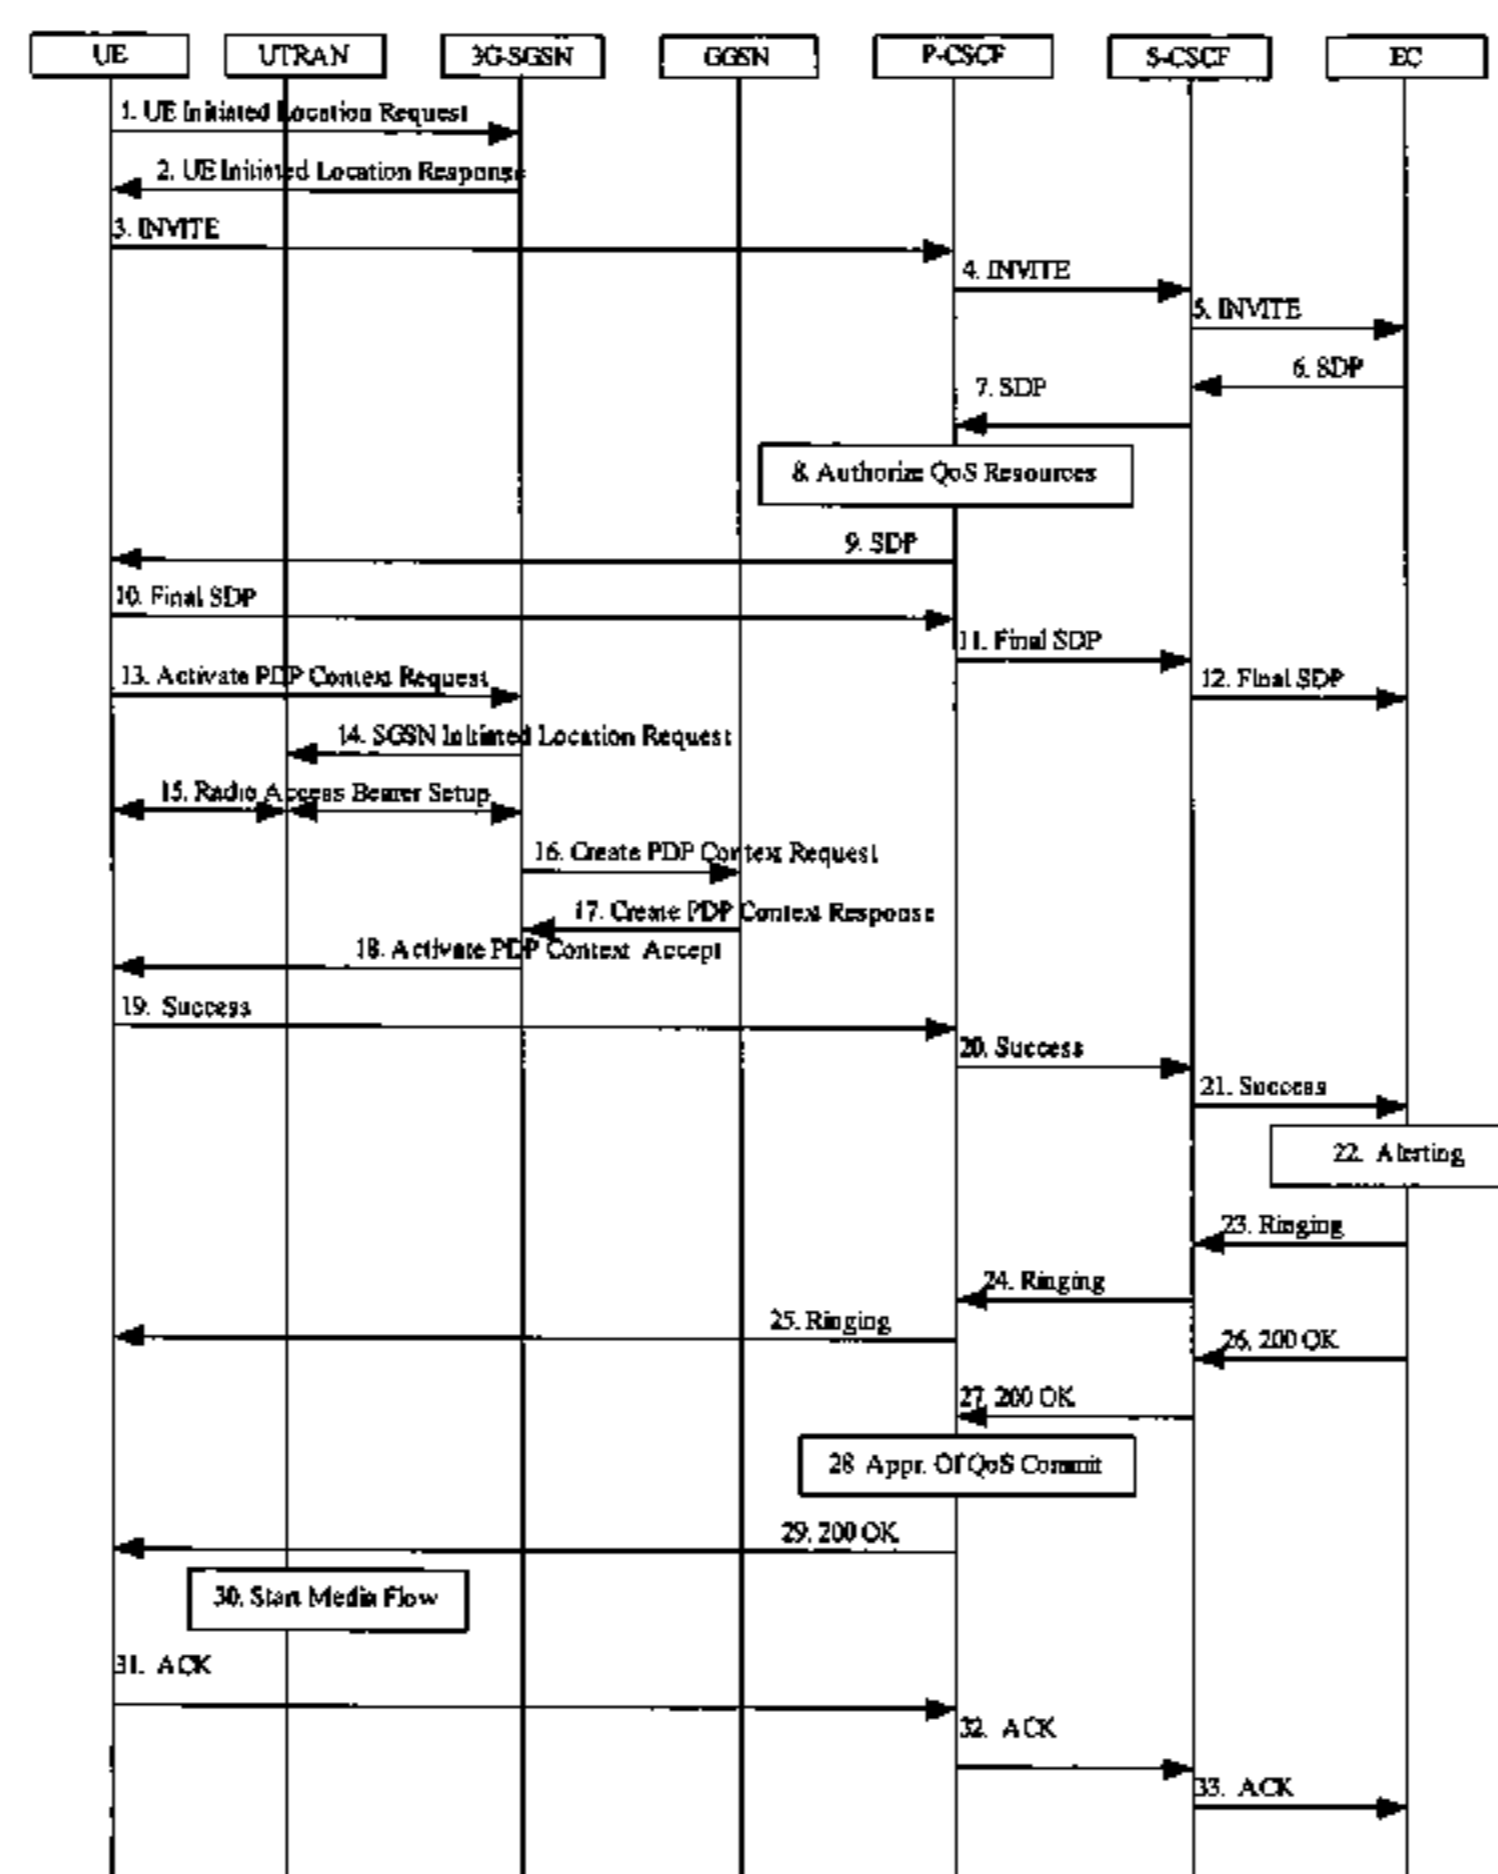 UE UTRAN 3G-SGSN GGSN P-CSCF S-CSCF EC
1. UE Initiated Location Request
2. UE Initiated Location Response
3. INVITE
4. INVITE
5. INVITE
6. SDP
7. SDP
8. Authorize QoS Resources
9. SDP
10. Final SDP
11. Final SDP
13. Activate PDP Context Request
12. Final SDP
14. SGSN Initiated Location Request
15. Radio Access Bearer Setup
16. Create PDP Context Request
17. Create PDP Context Response
18. Activate PDP Context Accept
19. Success
20. Success
21. Success
22. Alerting
23. Ringing
24. Ringing
25. Ringing
26. 200 OK
27. 200 OK
28 Appr. Of QoS Commit
29. 200 OK
30. Start Media Flow
31. ACK
32. ACK
33. ACK